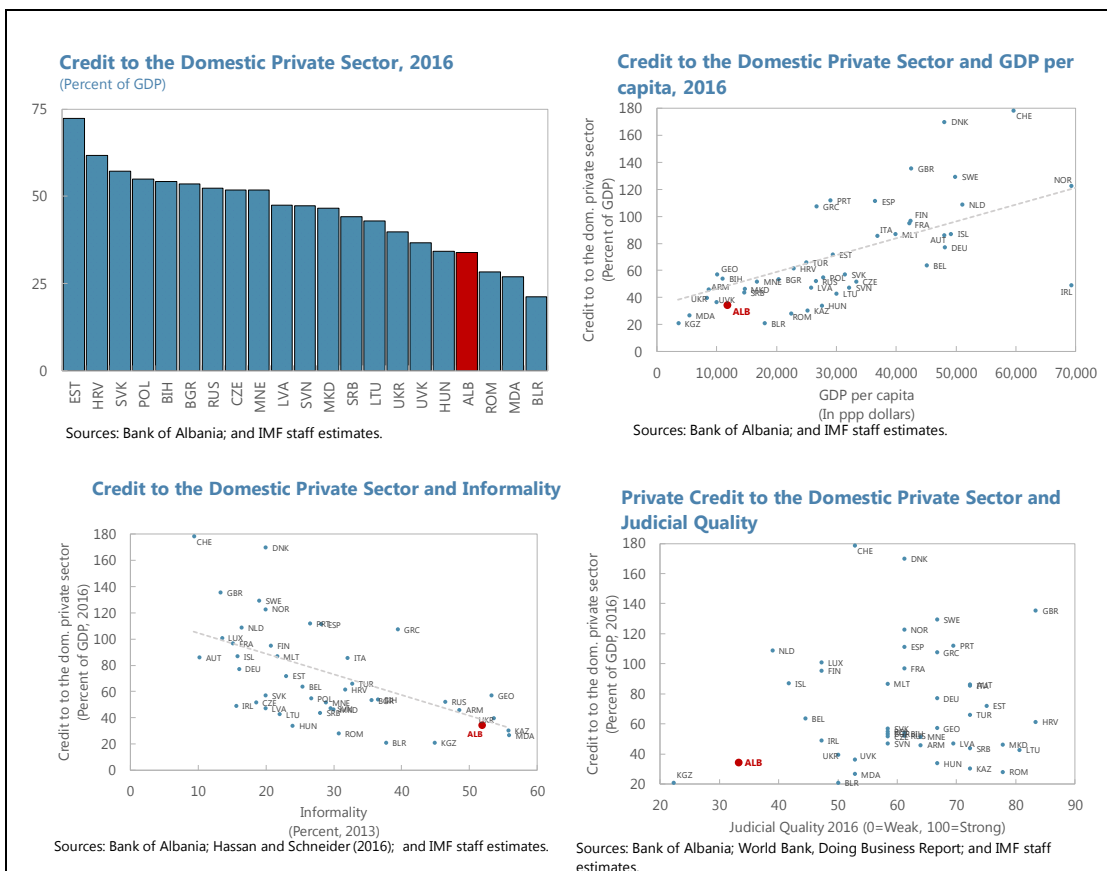 Credit to the Domestic Private Sector, 2016
(Percent of GDP)
75
50
25
0
EST HRV SVK POL BIH BGR RUS CZE MNE LVA SVN MKD SRB LTU UKR UVK HUN ALB ROM MDA BLR
Sources: Bank of Albania; and IMF staff estimates.
Credit to the Domestic Private Sector and GDP per
capita, 2016
Credit to to the dom. private sector
(Percent of GDP)
180
160
140
120
100
80
60
40
20
0
CHE
DNK
GBR
SWE
NOR
PRT
ESP
NLD
GRC
FIN
FRA
ITA
MLT
AUT
ISL
DEU
EST
TUR
BEL
GEO
HRV
BIH
MNE
BGR
POL
RUS
SVK
CZE
ARM
MKD
SRB
LVA
SVN
LTU
IRL
UKR
UVK
ALB
HUN
KAZ
ROM
MDA
KGZ
BLR
0 10,000 20,000 30,000 40,000 50,000 60,000 70,000
GDP per capita
(In ppp dollars)
Sources: Bank of Albania; and IMF staff estimates.
Credit to the Domestic Private Sector and Informality
Credit to the dom. private sector
(Percent of GDP, 2016)
180
160
140
120
100
80
60
40
20
0
CHE
DNK
GBR
SWE
NOR
PRT
ESP
NLD
GRC
LUX
FRA
FIN
AUT
ISL
MLT
ITA
DEU
EST
TUR
BEL
HRV
SVK
POL
GEO
IRL
CZE
MNE
BGR
BIH
RUS
LVA
SVN
MKD
ARM
LTU
SRB
UKR
HUN
ALB
ROM
KAZ
MDA
BLR
KGZ
0 10 20 30 40 50 60
Informality
(Percent, 2013)
Sources: Bank of Albania; Hassan and Schneider (2016); and IMF staff estimates.
Private Credit to the Domestic Private Sector and
Judicial Quality
Credit to the dom. private sector
(Percent of GDP, 2016)
180
160
140
120
100
80
60
40
20
CHE
DNK
GBR
SWE
NOR
NLD
ESP
PRT
GRC
LUX
CZE
FRA
ISL
MLT
AUT
ITA
DEU
EST
BEL
TUR
HRV
GEO
SVK
BIH
RUS
MNE
IRL
SVN
ARM
LVA
SRB
MKD
LTU
UKR
UVK
ALB
HUN
KAZ
ROM
MDA
KGZ
BLR
20 30 40 50 60 70 80 90
Judicial Quality 2016 (0=Weak, 100=Strong)
Sources: Bank of Albania; World Bank, Doing Business Report; and IMF staff
estimates.